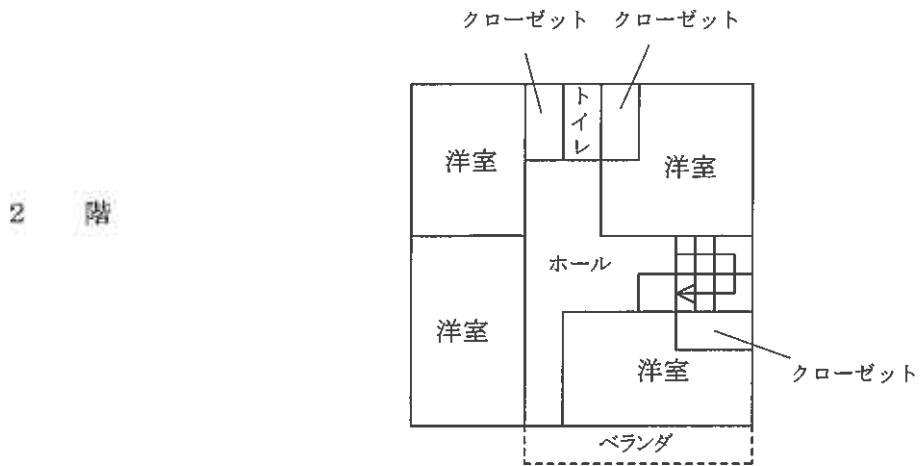 クローゼット クローゼット
トイレ
洋室 洋室
2 階
ホール
洋室
洋室
クローゼット
ベランダ